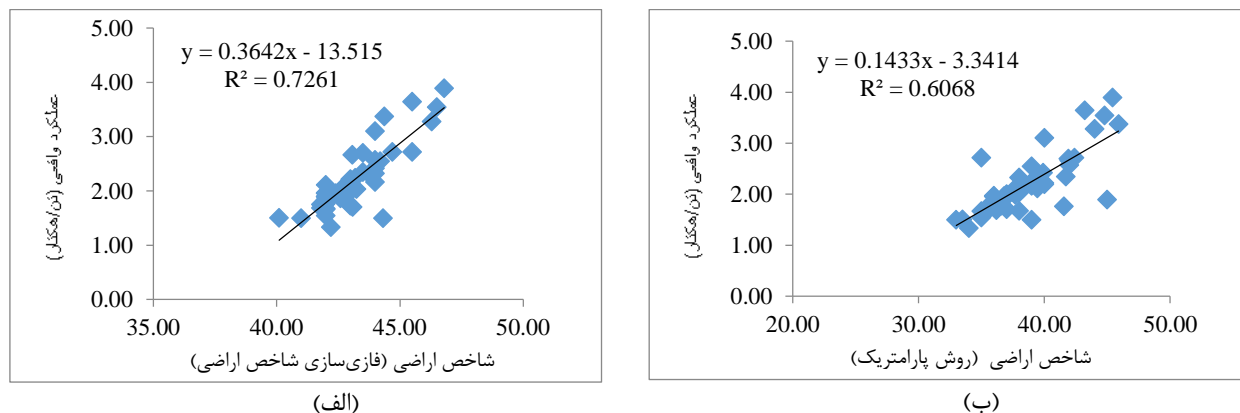 y = 0.3642x - 13.515
R² = 0.7261
5.00
4.00
3.00
2.00
1.00
0.00
عملکرد واقعی (تن/هکتار)
35.00 40.00 45.00 50.00
شاخص اراضی (فازی‌سازی شاخص اراضی)
(الف)
y = 0.1433x - 3.3414
R² = 0.6068
5.00
4.00
3.00
2.00
1.00
0.00
عملکرد واقعی (تن/هکتار)
20.00 30.00 40.00 50.00
شاخص اراضی (روش پارامتریک)
(ب)